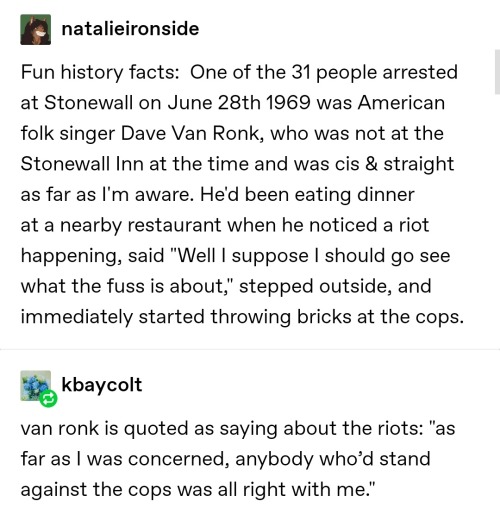 natalieironside
Fun history facts:  One of the 31 people arrested
at Stonewall on June 28th 1969 was American
folk singer Dave Van Ronk, who was not at the
Stonewall Inn at the time and was cis & straight
as far as I'm aware. He'd been eating dinner
at a nearby restaurant when he noticed a riot
happening, said "Well I suppose I should go see
what the fuss is about," stepped outside, and
immediately started throwing bricks at the cops.
kbaycolt
van ronk is quoted as saying about the riots: "as
far as I was concerned, anybody who’d stand
against the cops was all right with me."